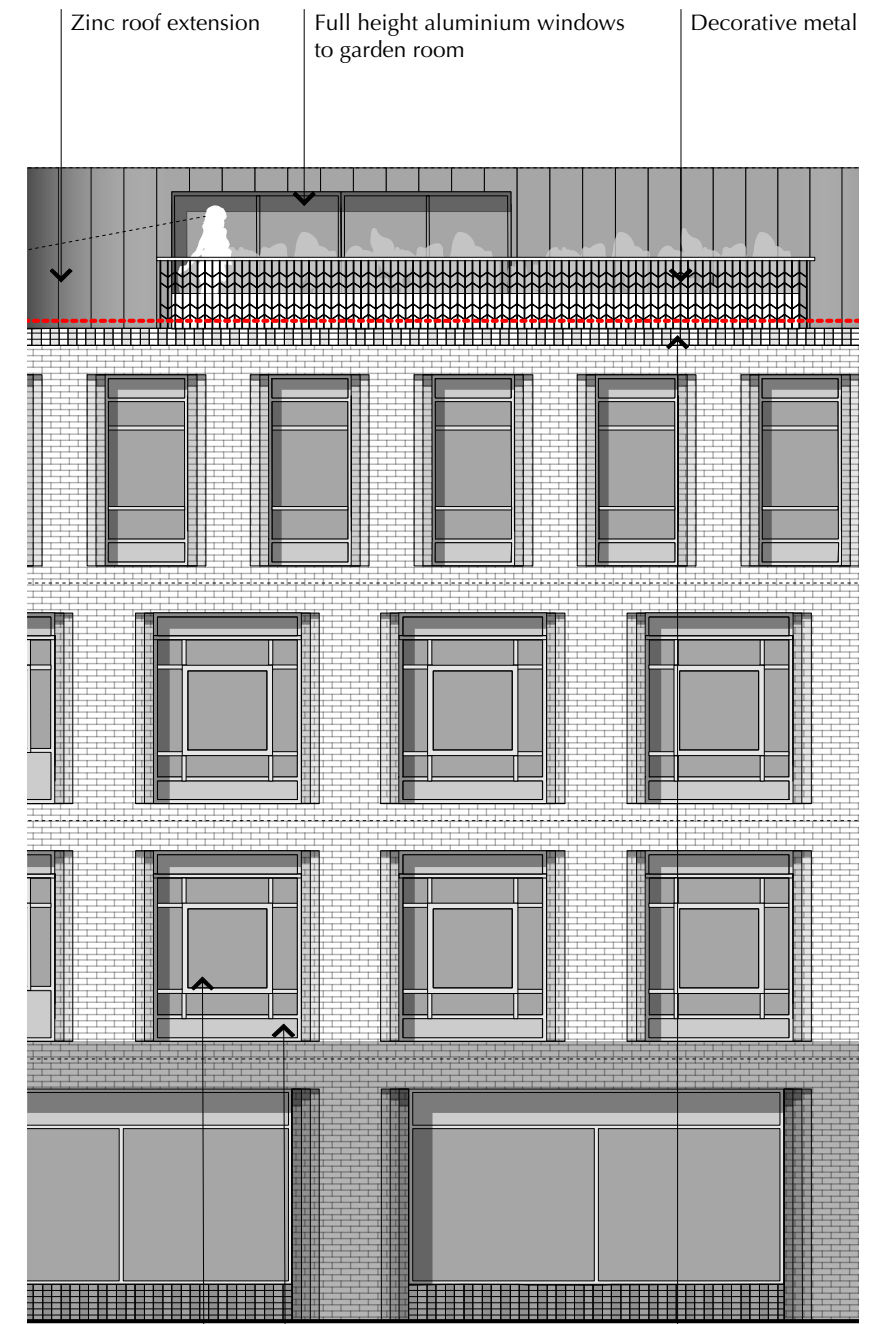 Zinc roof extension
Full height aluminium windows
to garden room
Decorative metal